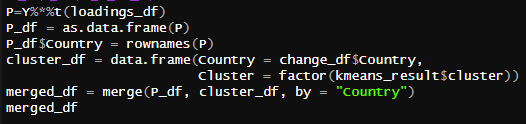 P=Y%*%t(loadings_df)
P_df = as.data.frame(P)
P_df$Country = rownames(P)
cluster_df = data.frame(Country = change_df$Country,
                        Cluster = factor(kmeans_result$cluster))
merged_df = merge(P_df, cluster_df, by = "Country")
merged_df